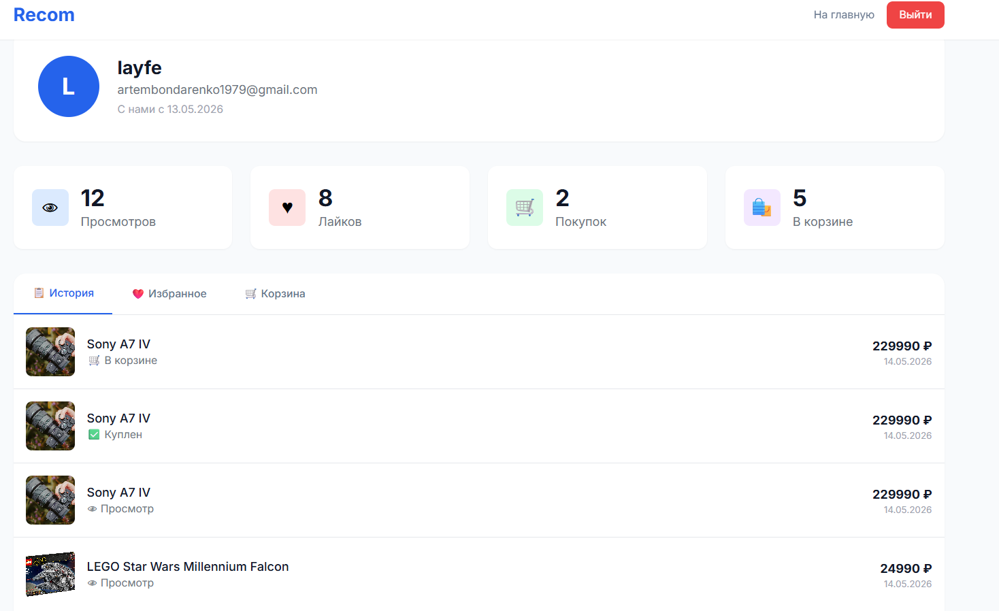 Recom
На главную
Выйти
L
layfe
artembondarenko1979@gmail.com
С нами с 13.05.2026
12
Просмотров
8
Лайков
2
Покупок
5
В корзине
История
Избранное
Корзина
Sony A7 IV
В корзине
229990 ₽
14.05.2026
Sony A7 IV
Куплен
229990 ₽
14.05.2026
Sony A7 IV
Просмотр
229990 ₽
14.05.2026
LEGO Star Wars Millennium Falcon
Просмотр
24990 ₽
14.05.2026